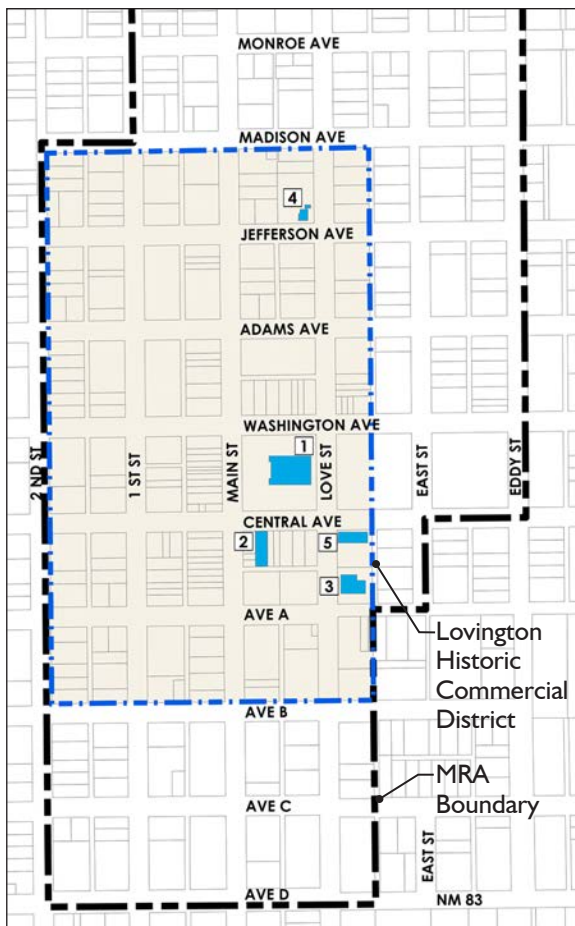 MONROE AVE
MADISON AVE
4
JEFFERSON AVE
ADAMS AVE
WASHINGTON AVE
2 ND ST
1 ST ST
MAIN ST
1
LOVE ST
EAST ST
EDDY ST
CENTRAL AVE
2
5
3
AVE A
Lovington
Historic
Commercial
District
AVE B
MRA
Boundary
AVE C
EAST ST
AVE D
NM 83